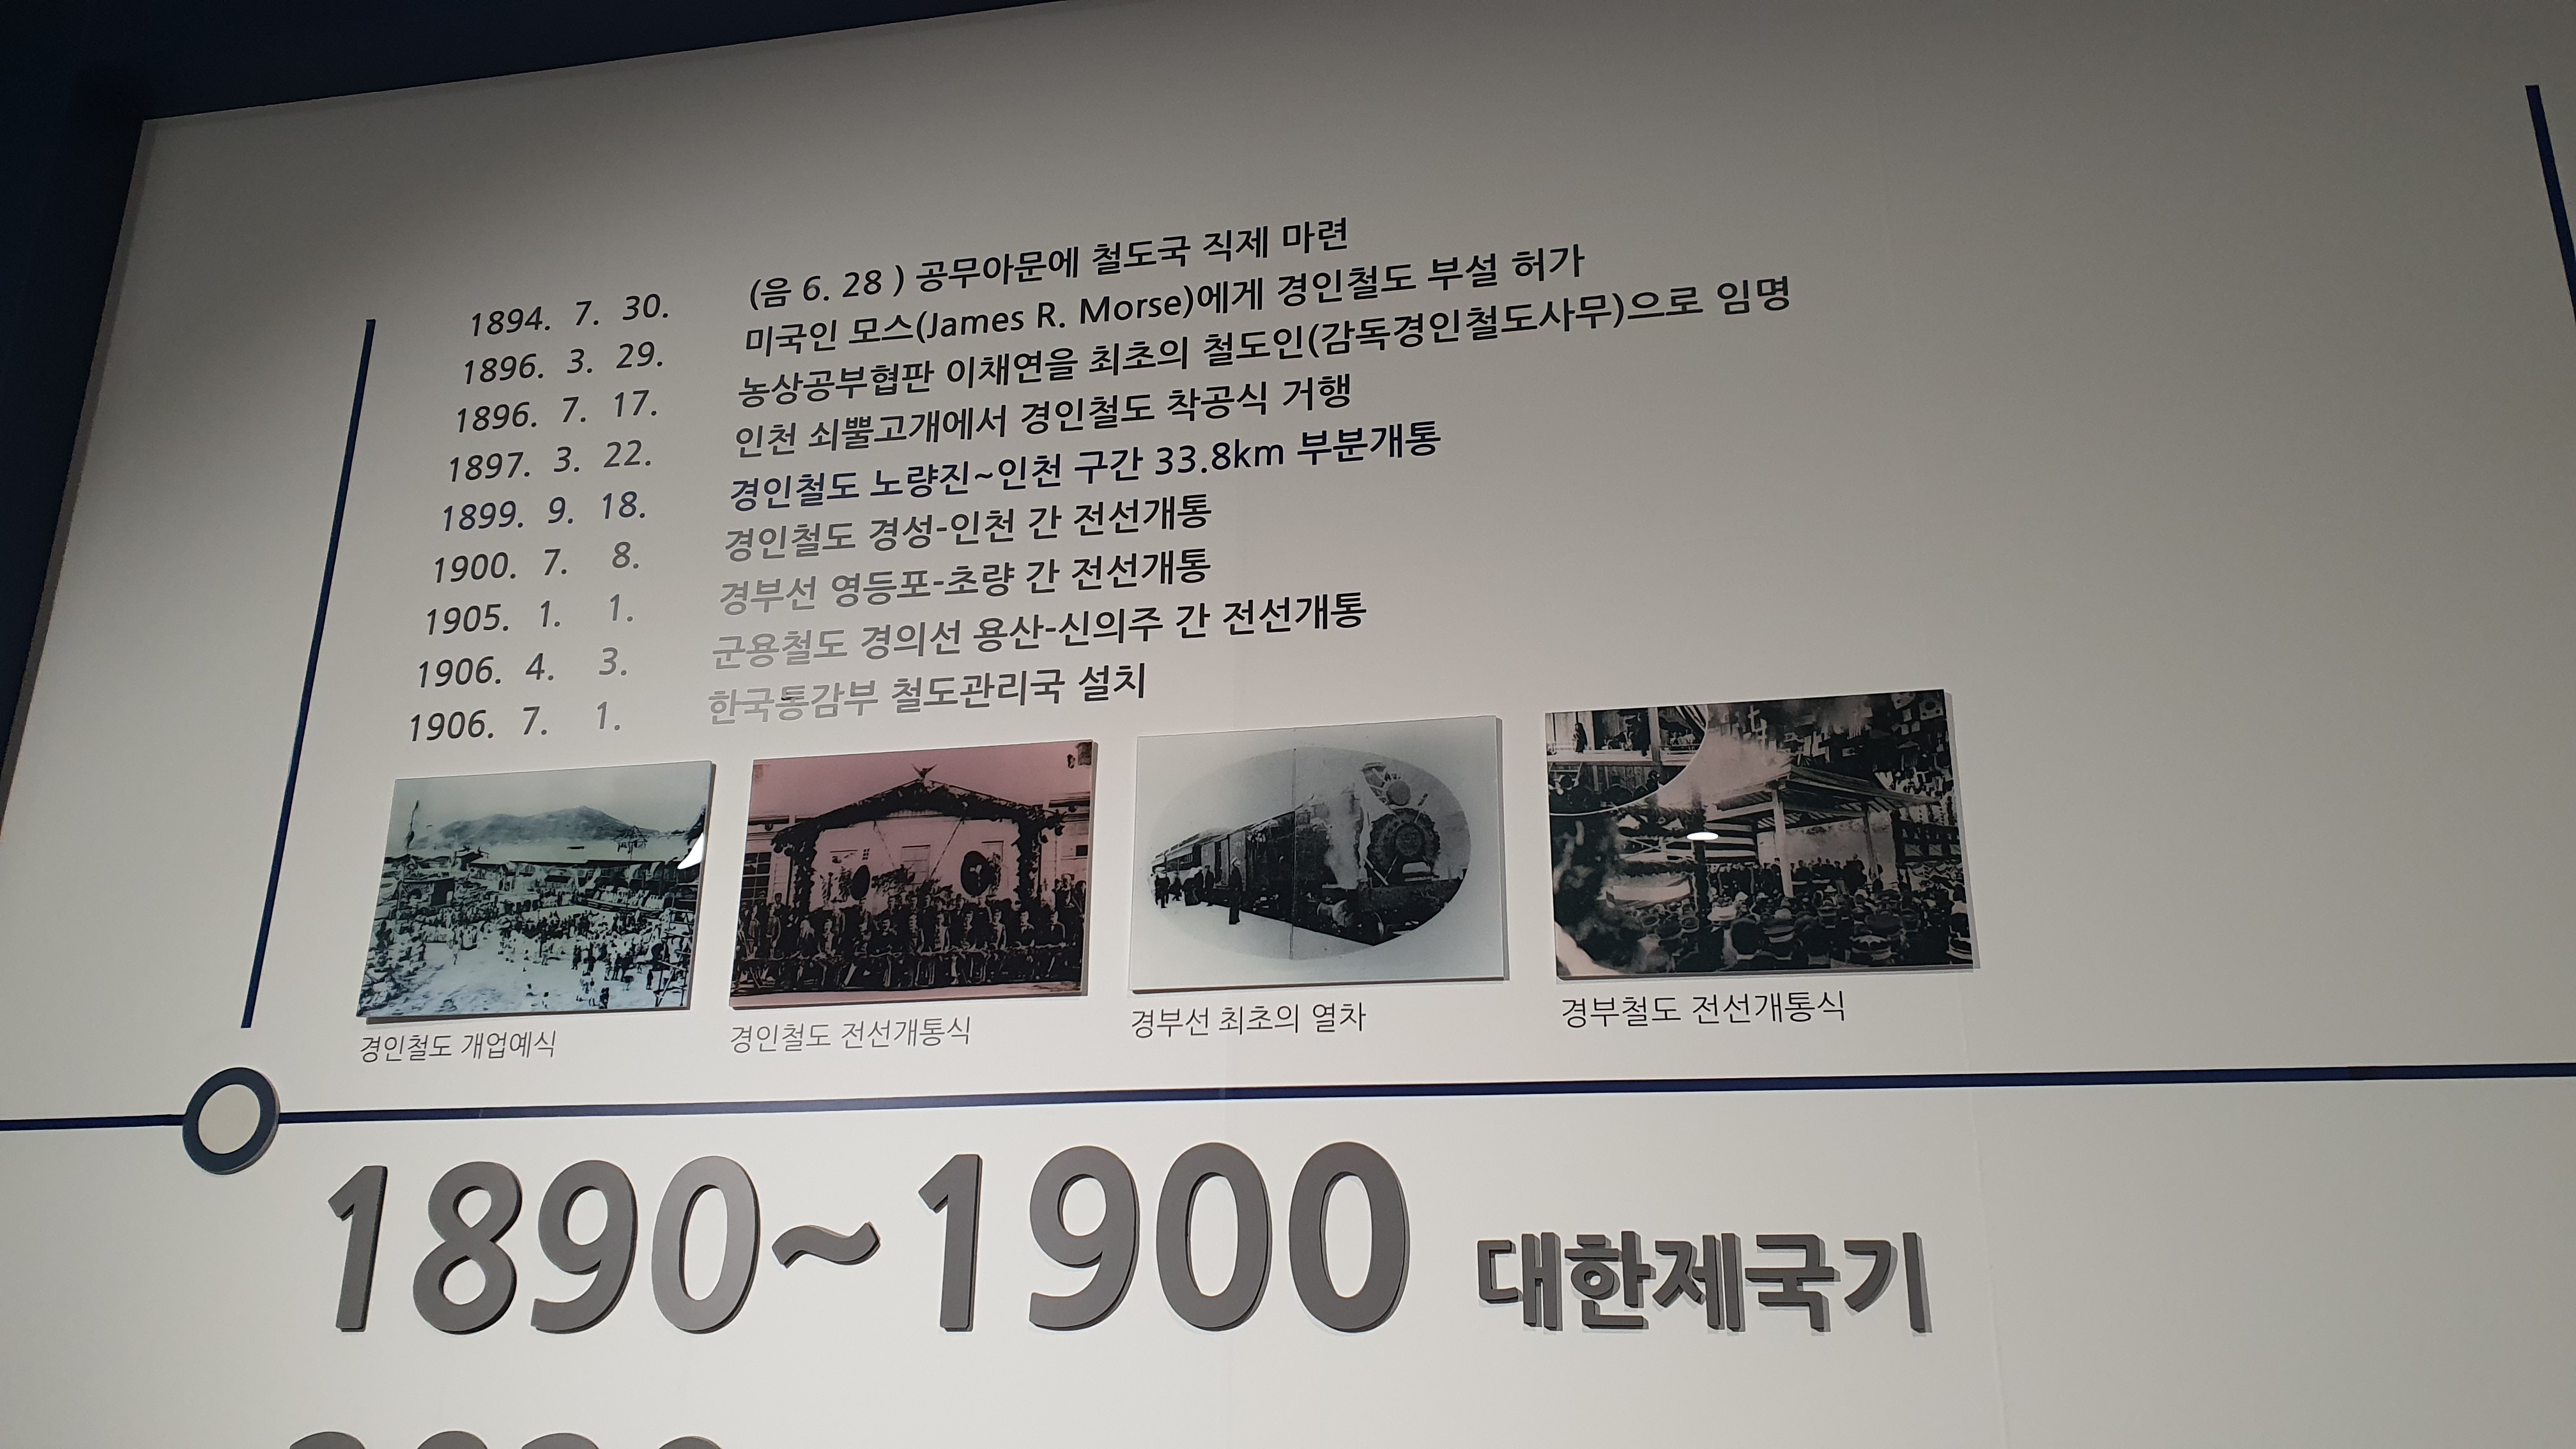 1894. 7. 30. (음 6. 28 ) 공무아문에 철도국 직제 마련
1896. 3. 29. 미국인 모스(James R. Morse)에게 경인철도 부설 허가
1896. 7. 17. 농상공부협판 이채연을 최초의 철도인(감독경인철도사무)으로 임명
1897. 3. 22. 인천 쇠뿔고개에서 경인철도 착공식 거행
1899. 9. 18. 경인철도 노량진~인천 구간 33.8km 부분개통
1900. 7. 8. 경인철도 경성-인천 간 전선개통
1905. 1. 1. 경부선 영등포-초량 간 전선개통
1906. 4. 3. 군용철도 경의선 용산-신의주 간 전선개통
1906. 7. 1. 한국통감부 철도관리국 설치
경인철도 개업예식
경인철도 전선개통식
경부선 최초의 열차
경부철도 전선개통식
1890~1900 대한제국기